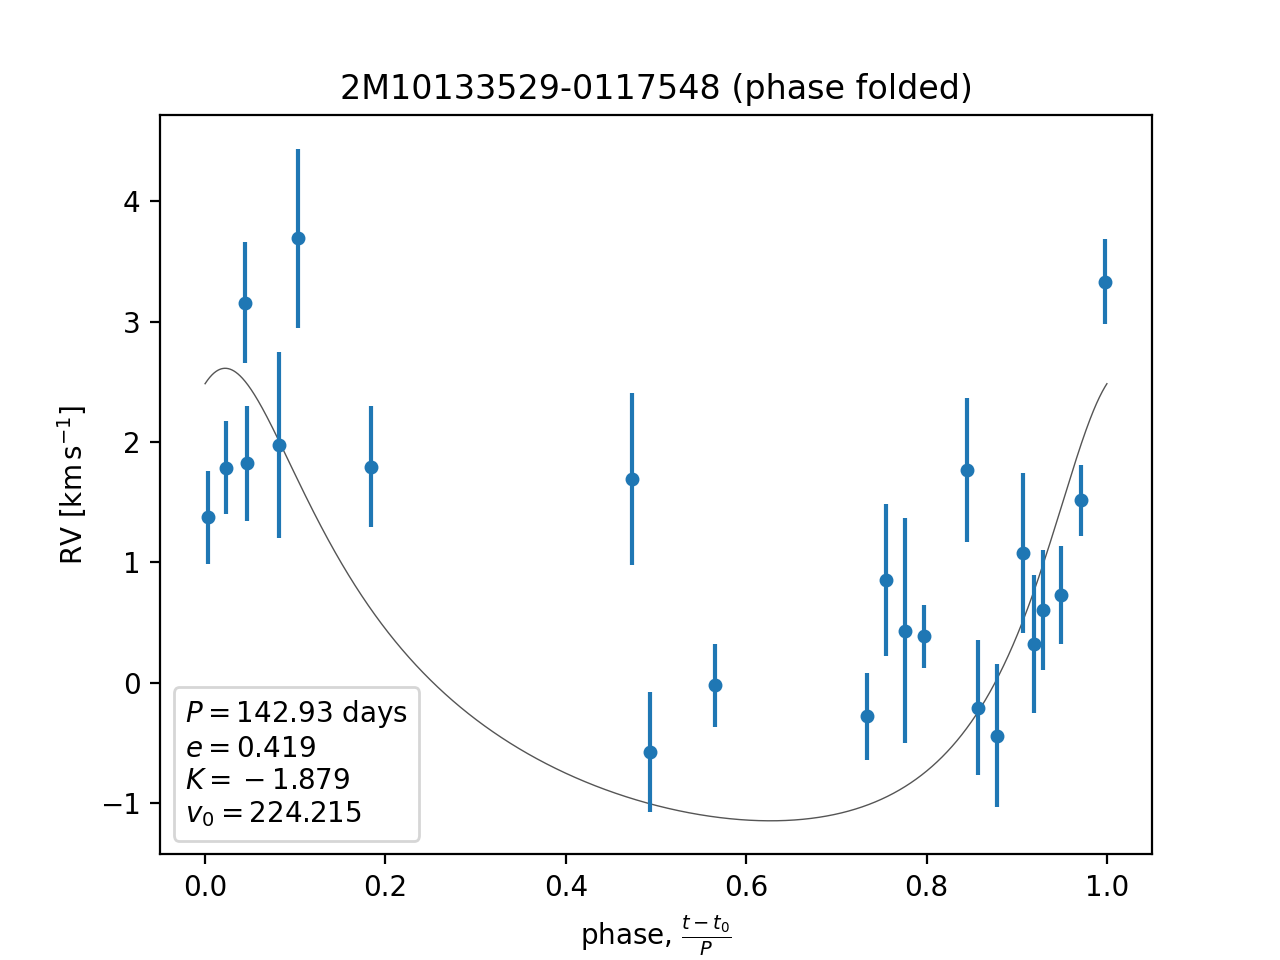 2M10133529-0117548 (phase folded)
RV [km s⁻¹]
4
3
2
1
0
−1
P = 142.93 days
e = 0.419
K = −1.879
v₀ = 224.215
0.0 0.2 0.4 0.6 0.8 1.0
phase, (t − t₀)/P